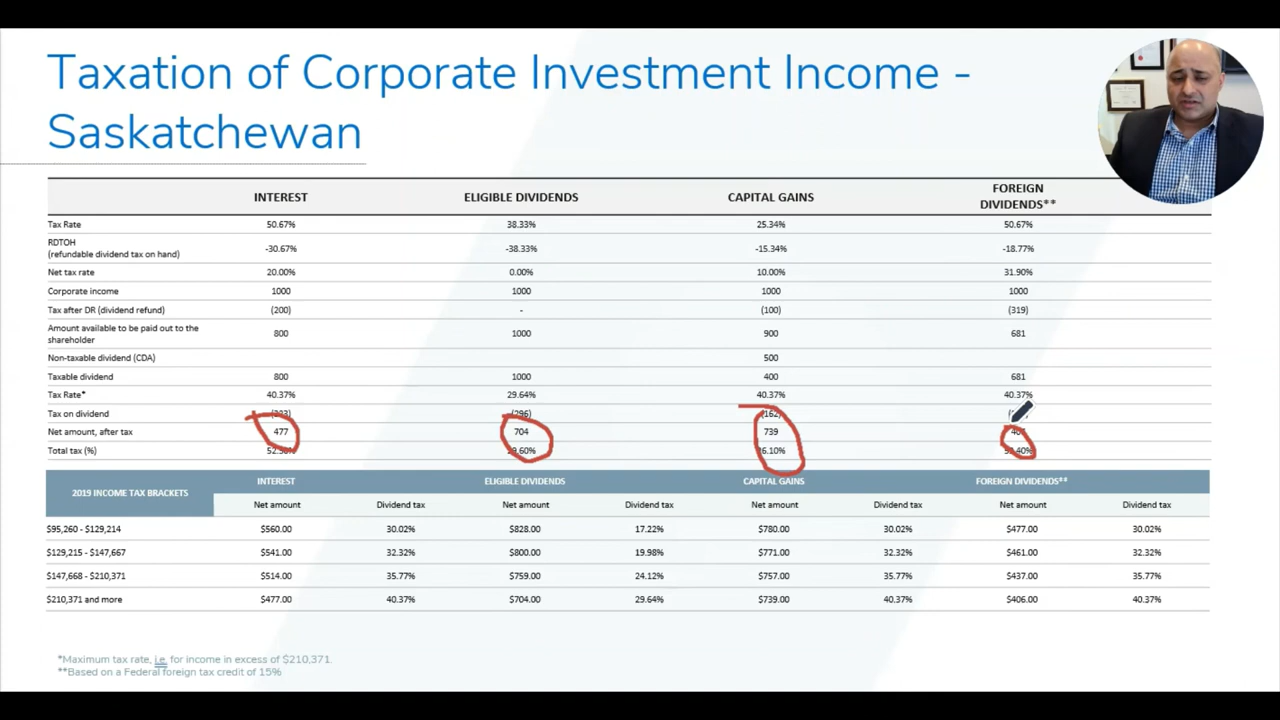 Taxation of Corporate Investment Income -
Saskatchewan
INTEREST ELIGIBLE DIVIDENDS CAPITAL GAINS FOREIGN
DIVIDENDS**
Tax Rate 50.67% 38.33% 25.34% 50.67%
RDTOH
(refundable dividend tax on hand) -30.67% -38.33% -15.34% -18.77%
Net tax rate 20.00% 0.00% 10.00% 31.90%
Corporate income 1000 1000 1000 1000
Tax after DR (dividend refund) (200) - (100) (319)
Amount available to be paid out to the
shareholder 800 1000 900 681
Non-taxable dividend (CDA) 500
Taxable dividend 800 1000 400 681
Tax Rate* 40.37% 29.64% 40.37% 40.37%
Tax on dividend (296) (162)
Net amount, after tax 477 704 739
Total tax (%)
2019 INCOME TAX BRACKETS INTEREST ELIGIBLE DIVIDENDS CAPITAL GAINS FOREIGN DIVIDENDS**
Net amount Dividend tax Net amount Dividend tax Net amount Dividend tax Net amount Dividend tax
$95,260 - $129,214 $560.00 30.02% $828.00 17.22% $780.00 30.02% $477.00 30.02%
$129,215 - $147,667 $541.00 32.32% $800.00 19.98% $771.00 32.32% $461.00 32.32%
$147,668 - $210,371 $514.00 35.77% $759.00 24.12% $757.00 35.77% $437.00 35.77%
$210,371 and more $477.00 40.37% $704.00 29.64% $739.00 40.37% $406.00 40.37%
*Maximum tax rate, i.e. for income in excess of $210,371.
**Based on a Federal foreign tax credit of 15%